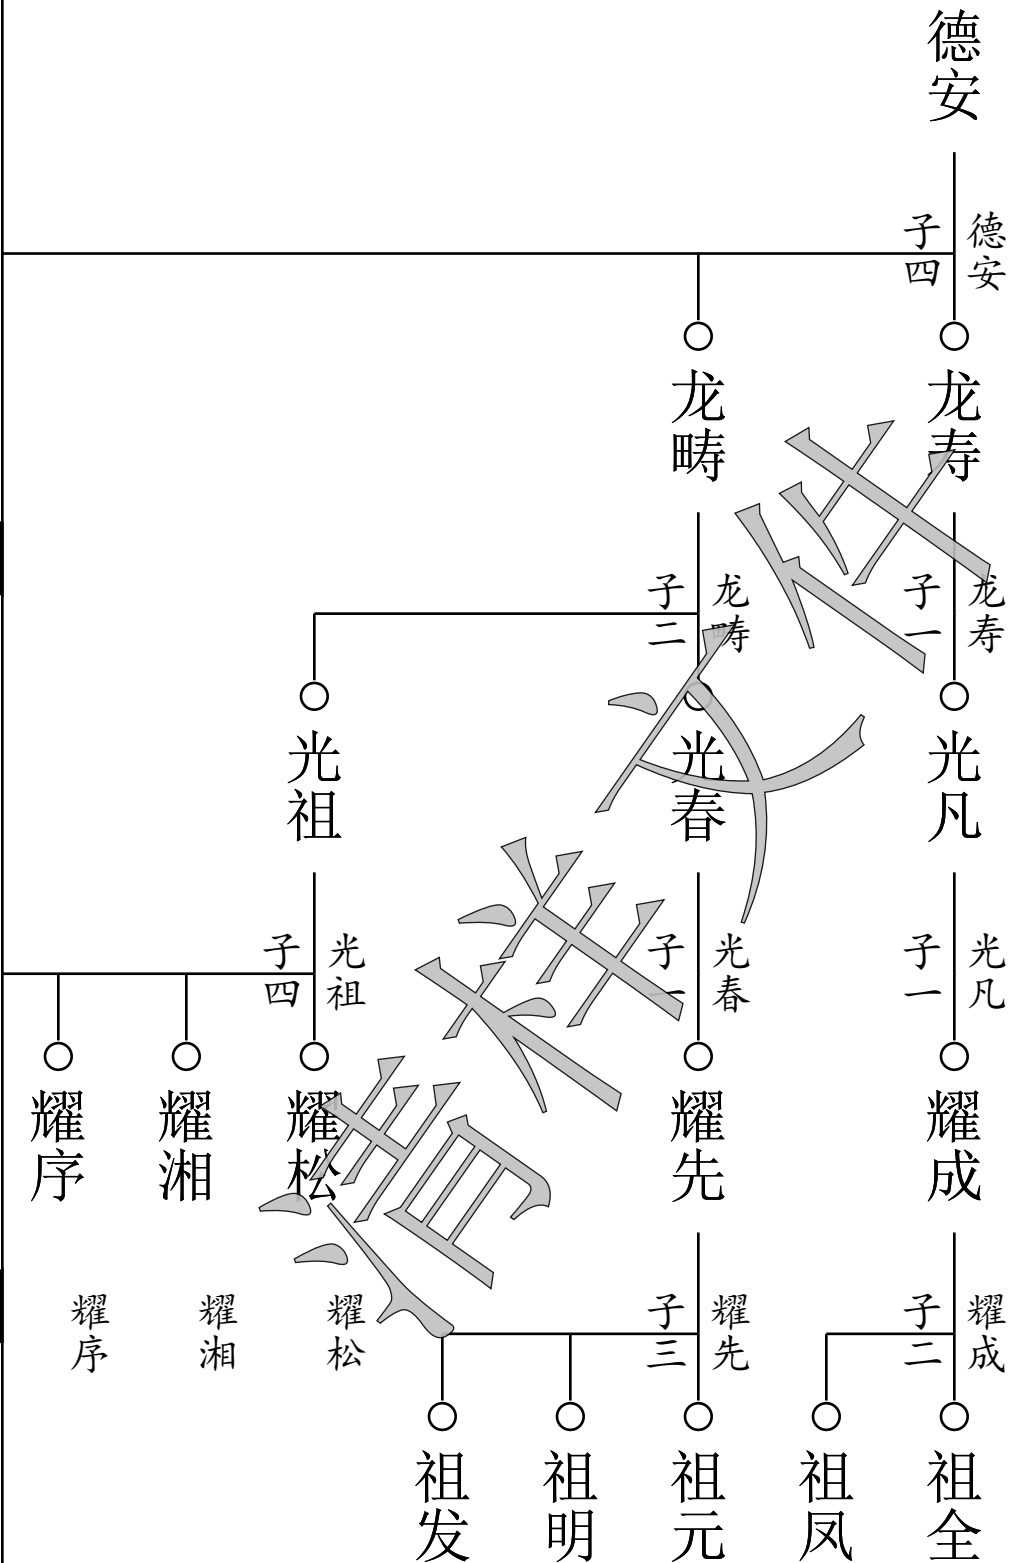 德安
德安
子四
龙寿
龙畴
龙寿
子一
龙畴
子二
光凡
光春
光祖
光凡
子一
光春
子一
光祖
子四
耀成
耀先
耀松
耀湘
耀序
耀成
子二
耀先
子三
耀松
耀湘
耀序
祖全
祖凤
祖元
祖明
祖发